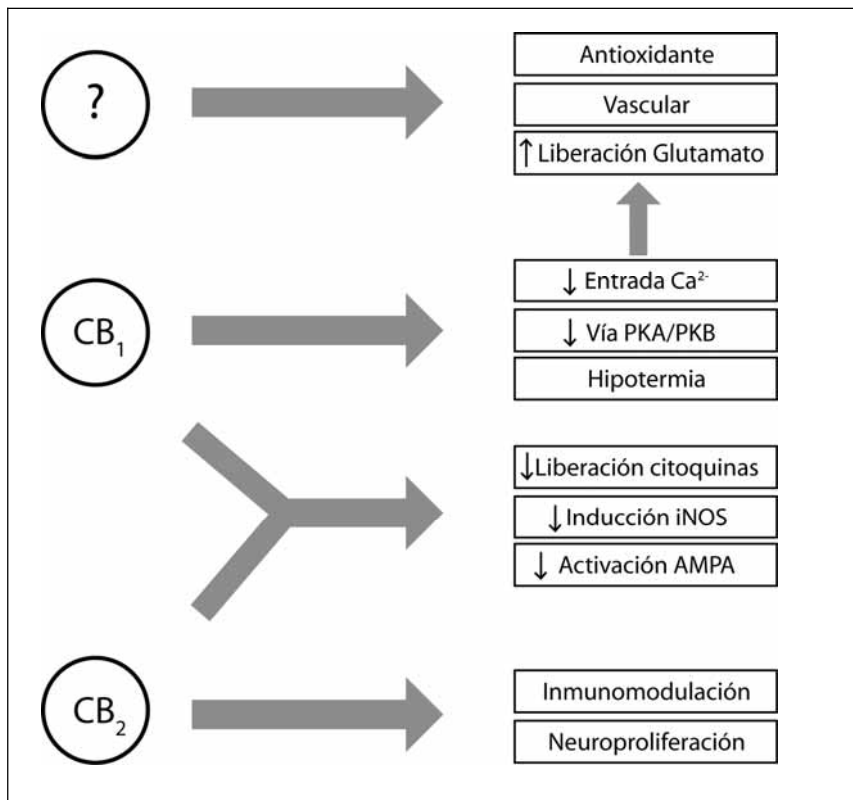 ?
Antioxidante
Vascular
↑ Liberación Glutamato
CB₁
↓ Entrada Ca²⁻
↓ Vía PKA/PKB
Hipotermia
↓Liberación citoquinas
↓Inducción iNOS
↓ Activación AMPA
CB₂
Inmunomodulación
Neuroproliferación